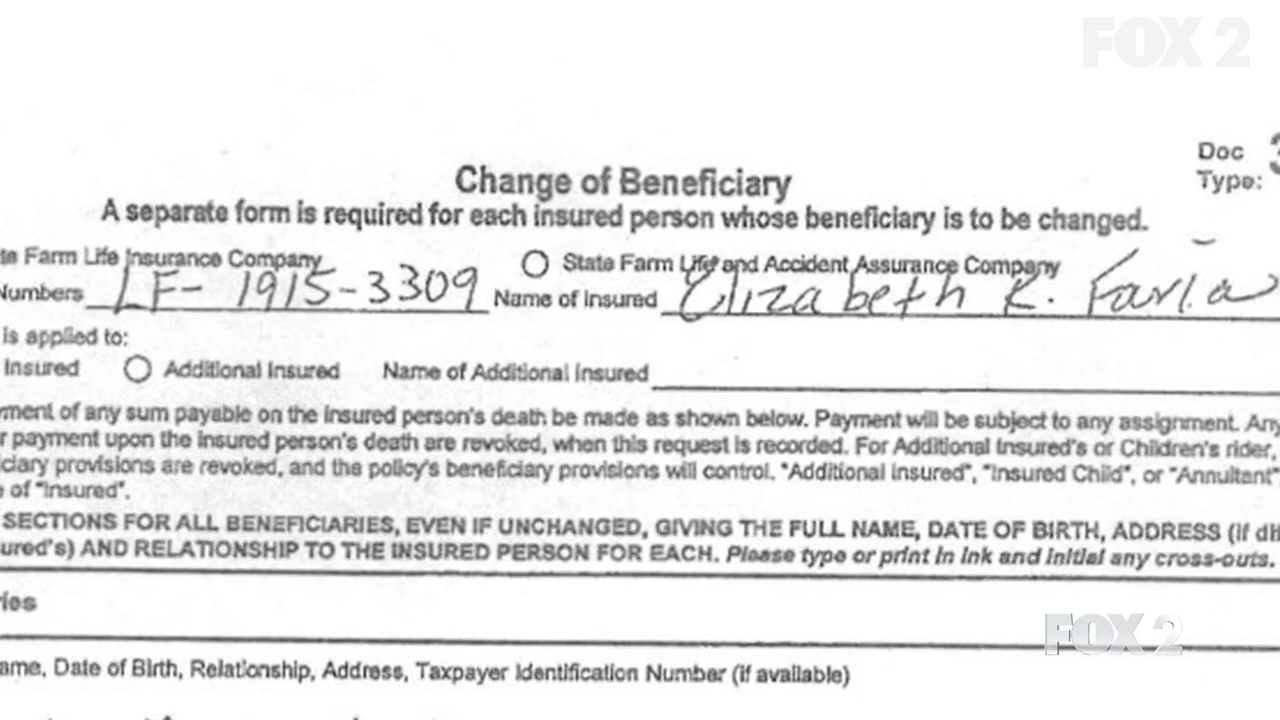 FOX 2
Doc
Type:
Change of Beneficiary
A separate form is required for each insured person whose beneficiary is to be changed.
te Farm Life Insurance Company State Farm Life and Accident Assurance Company
Numbers LF- 1915-3309 Name of Insured Elizabeth K. Faria
is applied to:
Insured Additional Insured Name of Additional Insured
ment of any sum payable on the insured person's death be made as shown below. Payment will be subject to any assignment. Any
r payment upon the insured person's death are revoked, when this request is recorded. For Additional Insured's or Children's rider,
ciary provisions are revoked, and the policy's beneficiary provisions will control. "Additional Insured", "Insured Child", or "Annuitant"
e of "Insured".
SECTIONS FOR ALL BENEFICIARIES, EVEN IF UNCHANGED, GIVING THE FULL NAME, DATE OF BIRTH, ADDRESS (if di
ured's) AND RELATIONSHIP TO THE INSURED PERSON FOR EACH. Please type or print in ink and initial any cross-outs.
ries
FOX 2
ame, Date of Birth, Relationship, Address, Taxpayer Identification Number (if available)